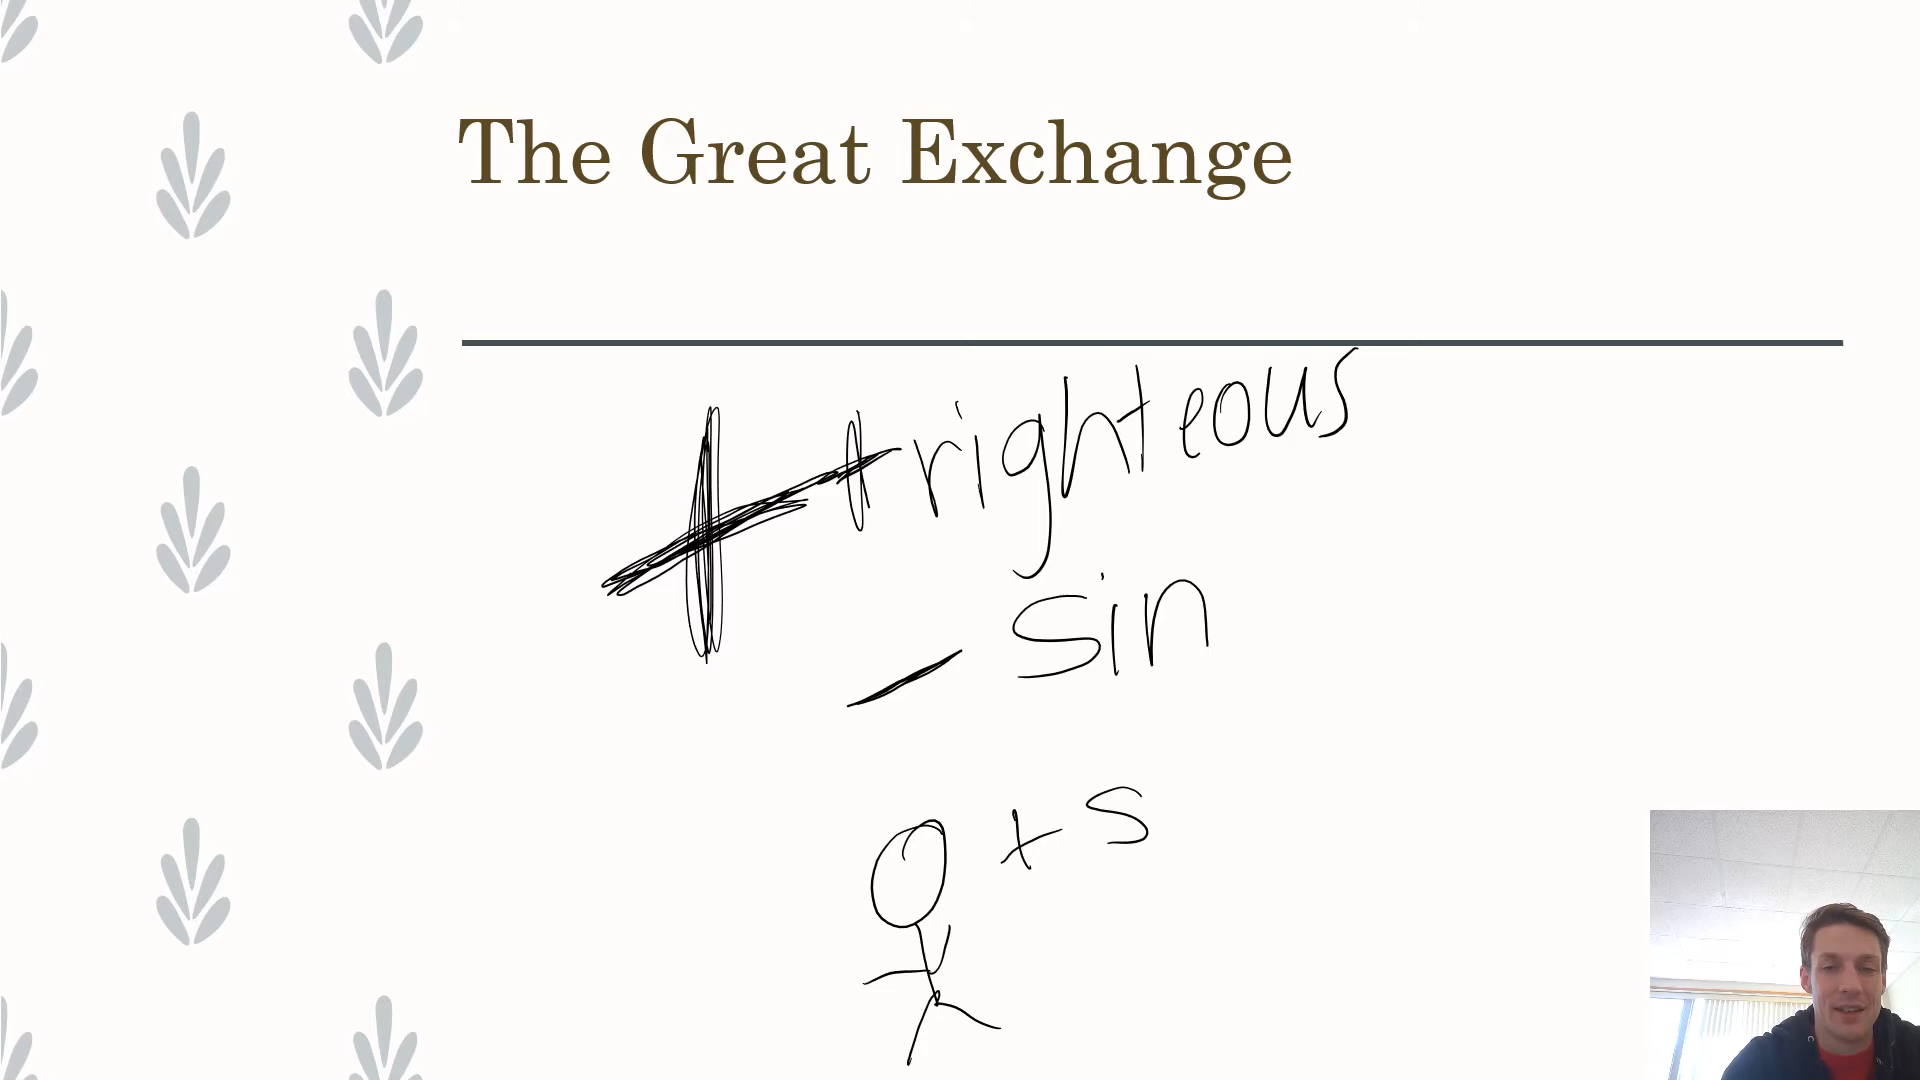 The Great Exchange
+ righteous
- sin
+ s